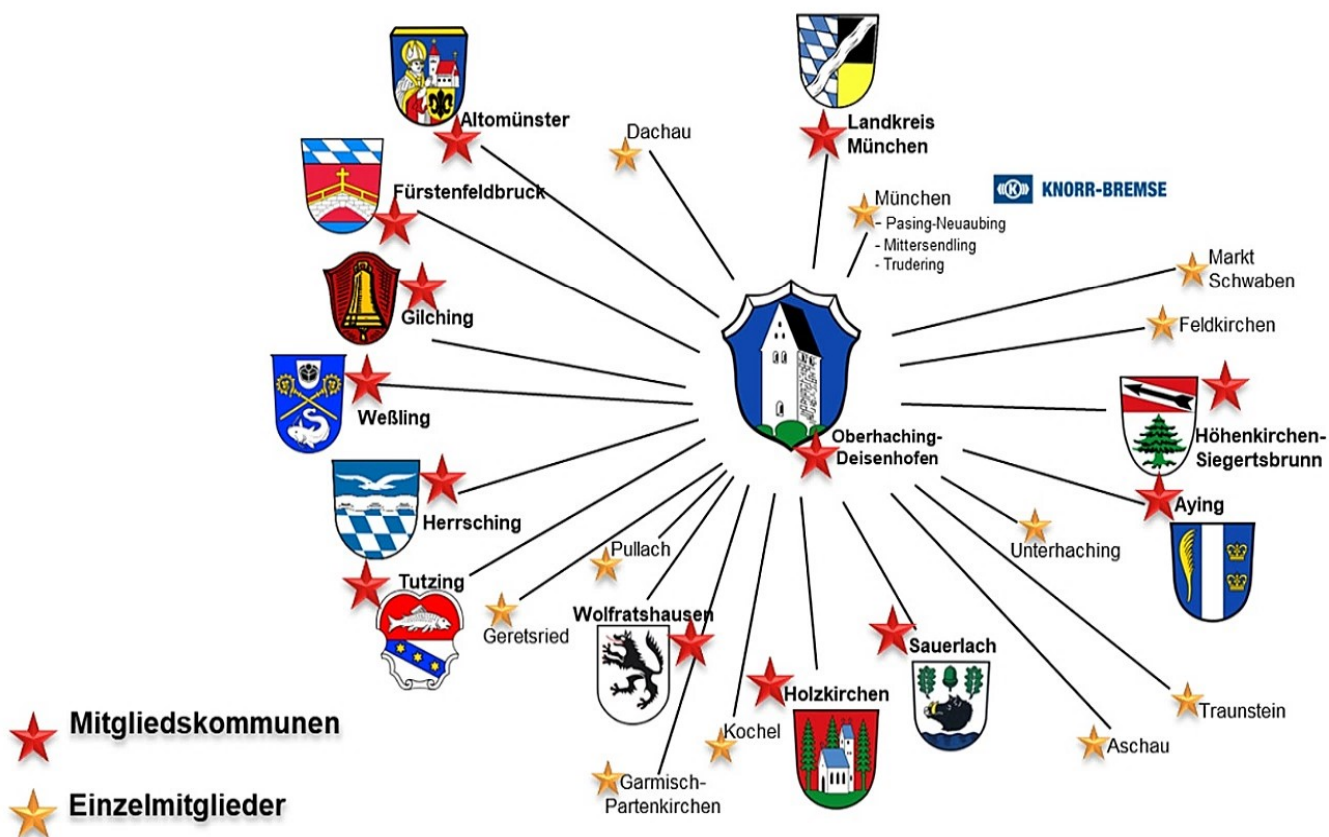 Altomünster
Dachau
Landkreis
München
Fürstenfeldbruck
München
- Pasing-Neuaubing
- Mittersendling
- Trudering
K KNORR-BREMSE
Markt
Schwaben
Gilching
Feldkirchen
Weßling
Oberhaching-
Deisenhofen
Höhenkirchen-
Siegertsbrunn
Aying
Herrsching
Pullach
Unterhaching
Tutzing
Geretsried
Wolfratshausen
Sauerlach
Holzkirchen
Kochel
Garmisch-
Partenkirchen
Traunstein
Aschau
Mitgliedskommunen
Einzelmitglieder